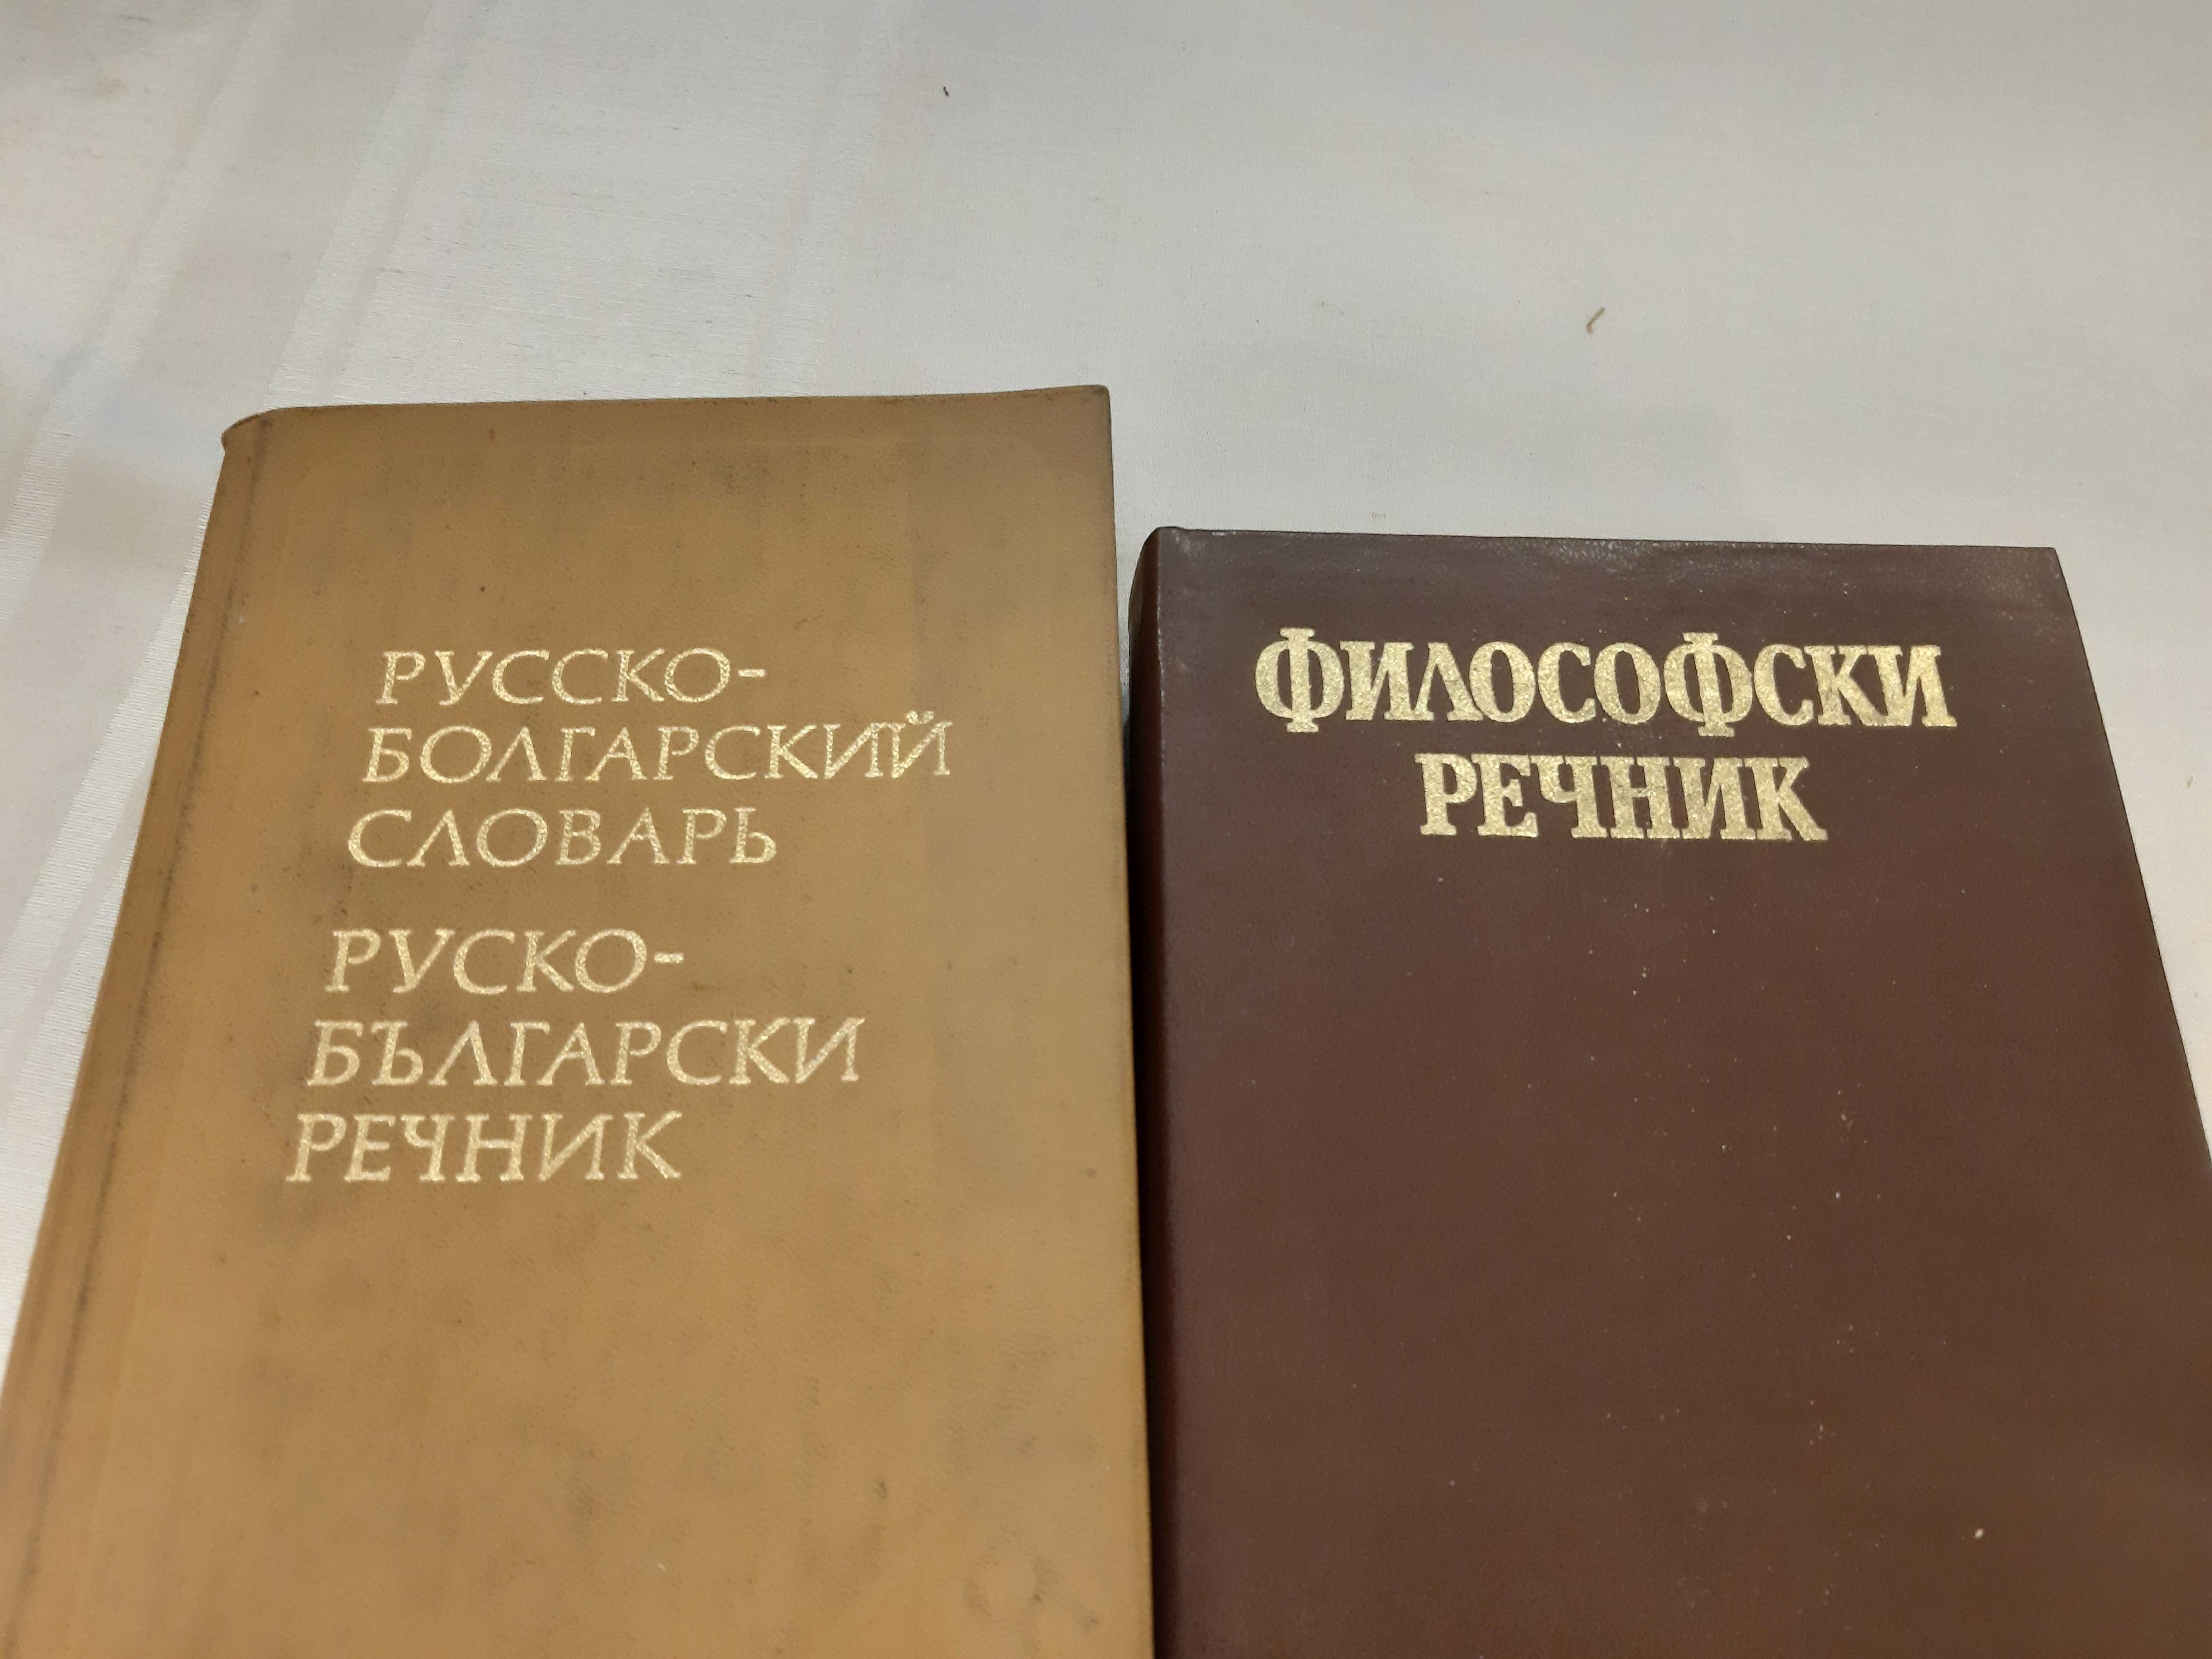 РУССКО-
БОЛГАРСКИЙ
СЛОВАРЬ
РУСКО-
БЪЛГАРСКИ
РЕЧНИК
ФИЛОСОФСКИ
РЕЧНИК